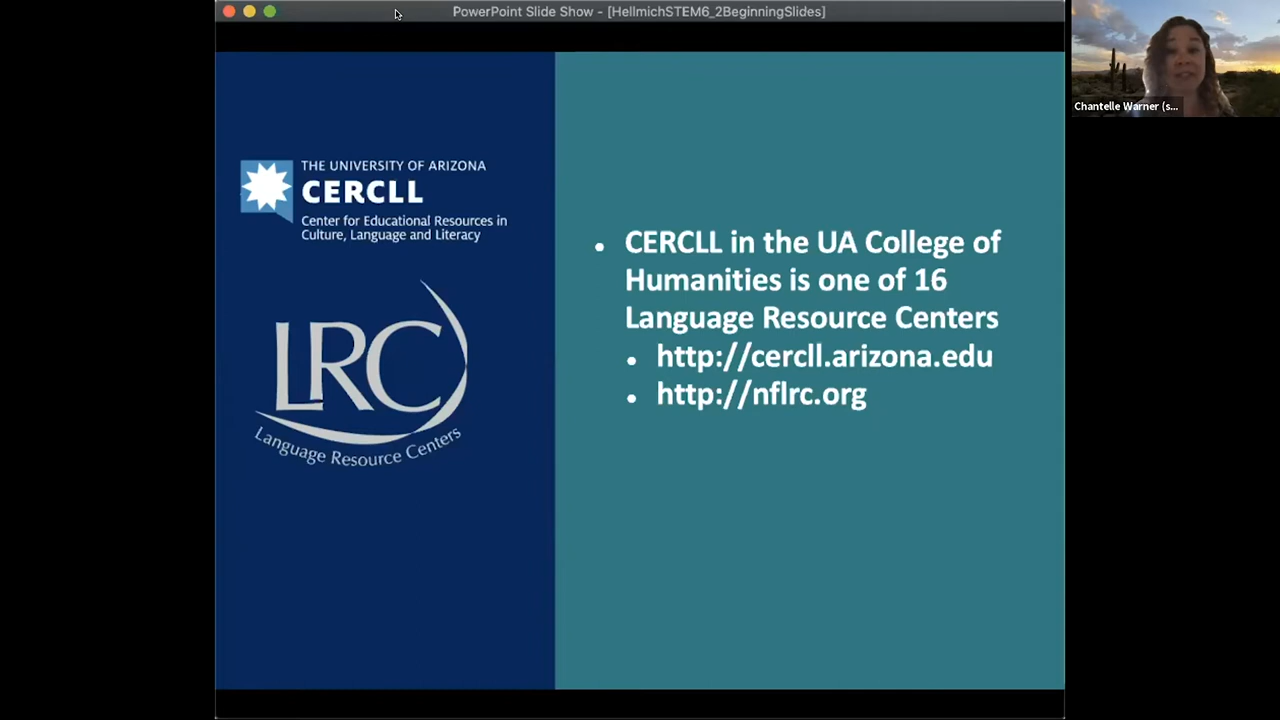 PowerPoint Slide Show - [HellmichSTEM6_2BeginningSlides]
Chantelle Warner (s...
THE UNIVERSITY OF ARIZONA
CERCLL
Center for Educational Resources in
Culture, Language and Literacy
LRC
Language Resource Centers
• CERCLL in the UA College of
Humanities is one of 16
Language Resource Centers
• http://cercll.arizona.edu
• http://nflrc.org